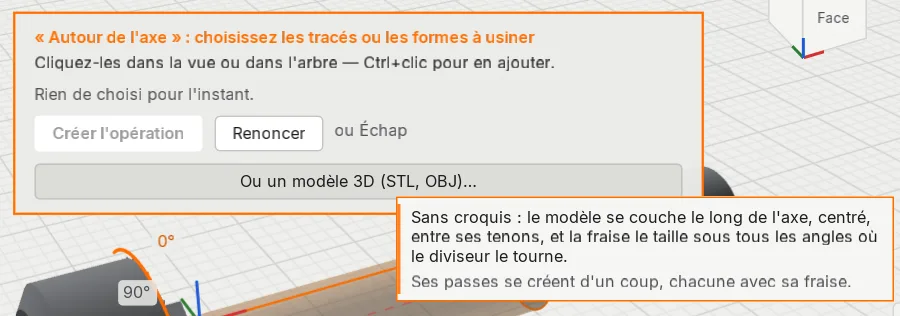 « Autour de l'axe » : choisissez les tracés ou les formes à usiner
Cliquez-les dans la vue ou dans l'arbre — Ctrl+clic pour en ajouter.
Rien de choisi pour l'instant.
Créer l'opération
Renoncer
ou Échap
Ou un modèle 3D (STL, OBJ)...
Face
Sans croquis : le modèle se couche le long de l'axe, centré,
entre ses tenons, et la fraise le taille sous tous les angles où
le diviseur le tourne.
Ses passes se créent d'un coup, chacune avec sa fraise.
0°
90°